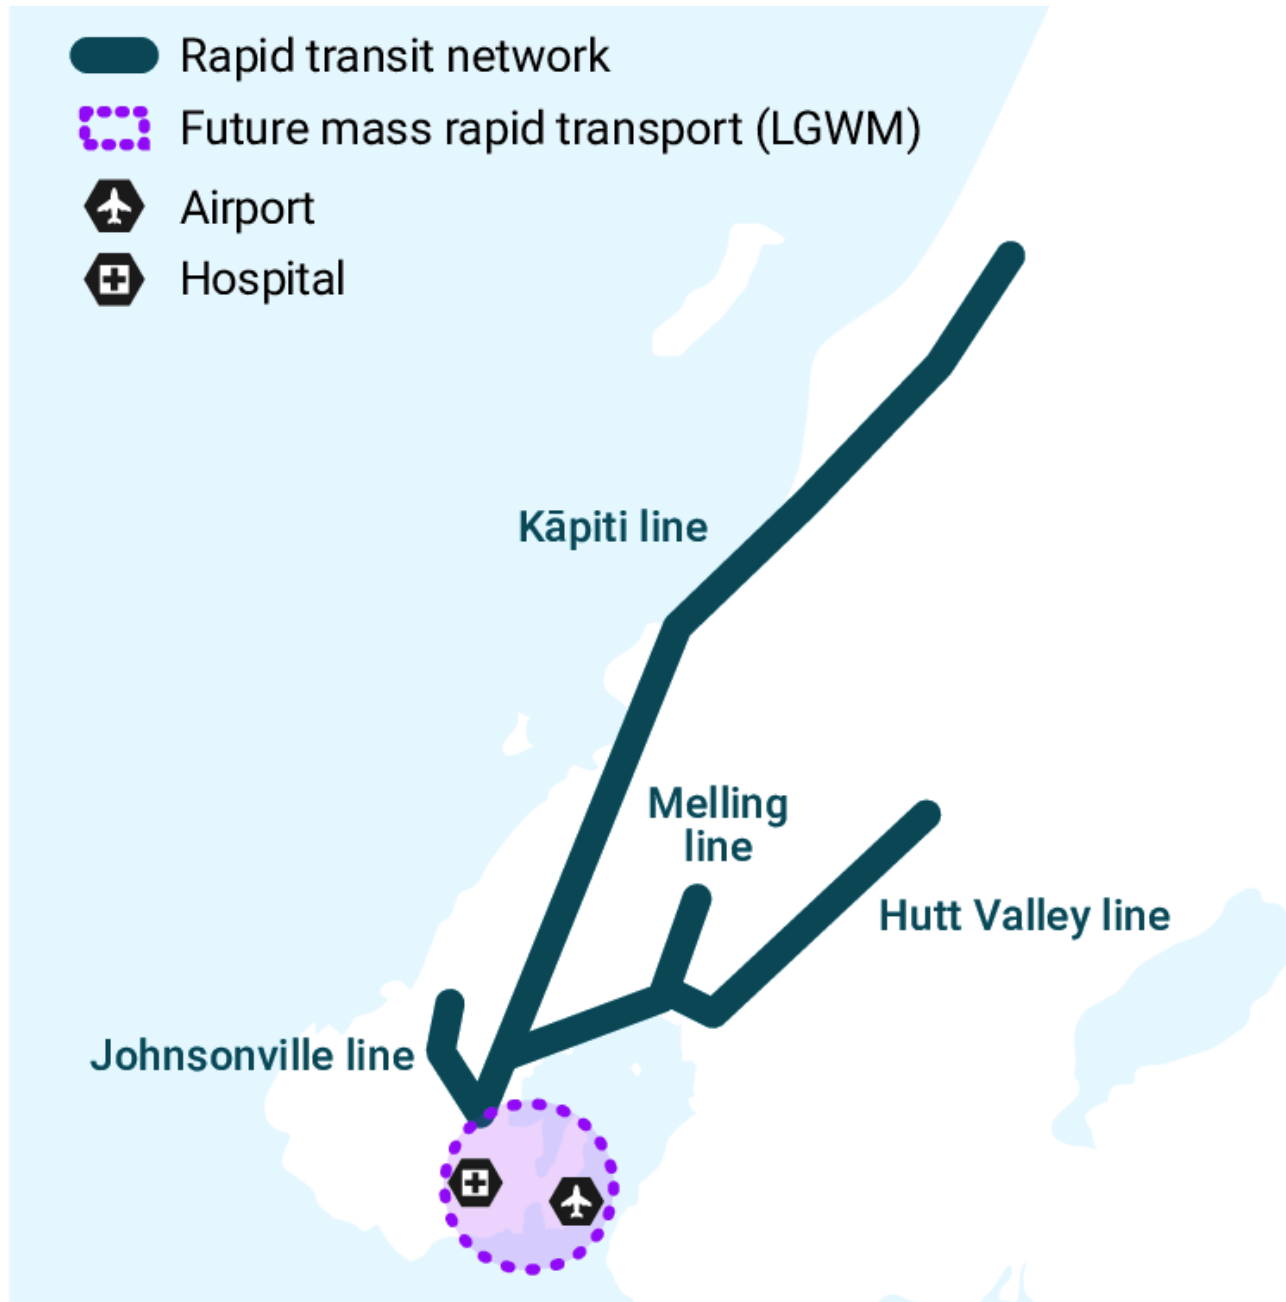 Rapid transit network
Future mass rapid transport (LGWM)
Airport
Hospital
Kāpiti line
Melling
line
Hutt Valley line
Johnsonville line